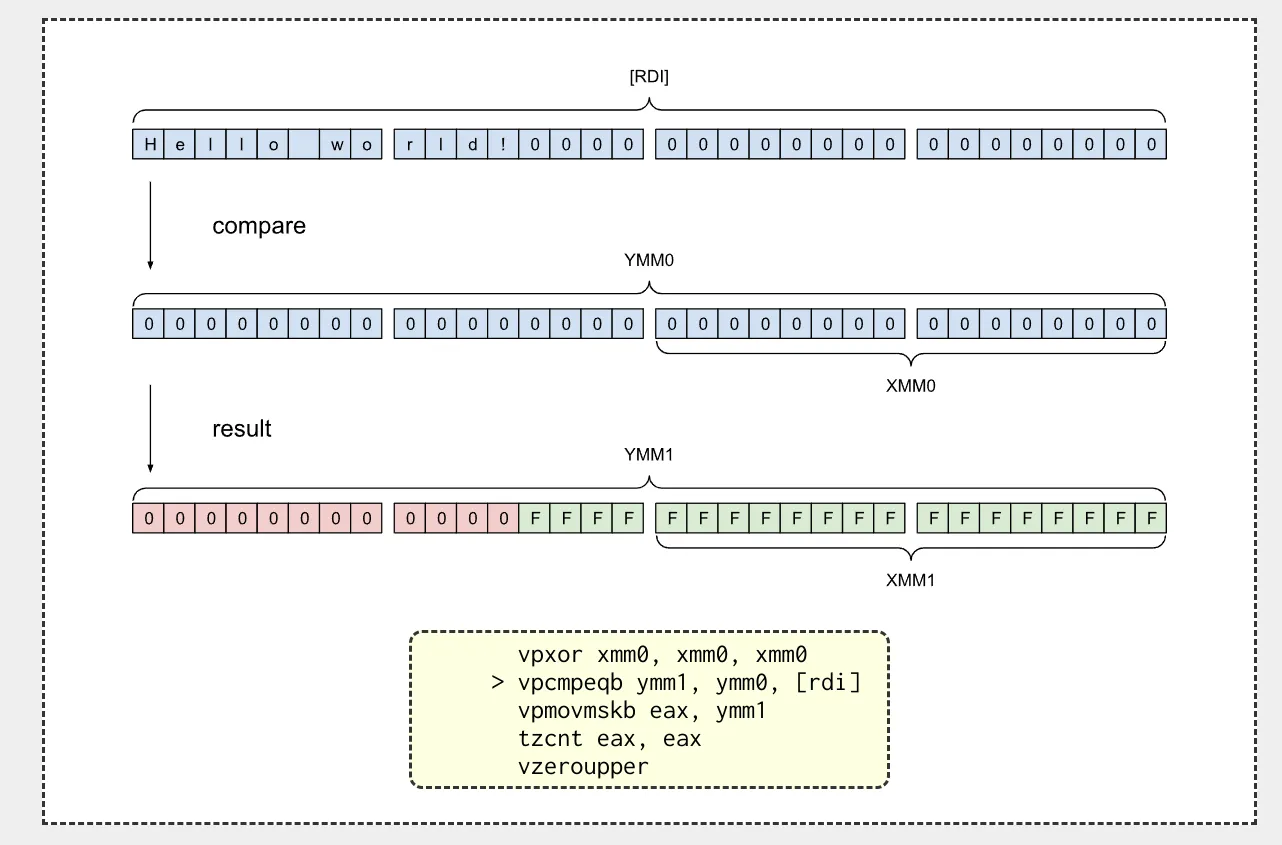 [RDI]
H e l l o w o r l d ! 0 0 0 0 0 0 0 0 0 0 0 0 0 0 0 0 0 0 0 0
compare
YMM0
0 0 0 0 0 0 0 0 0 0 0 0 0 0 0 0 0 0 0 0 0 0 0 0 0 0 0 0 0 0 0 0
XMM0
result
YMM1
0 0 0 0 0 0 0 0 0 0 0 0 F F F F F F F F F F F F F F F F F F F F
XMM1
vpxor xmm0, xmm0, xmm0
> vpcmpeqb ymm1, ymm0, [rdi]
vpmovmskb eax, ymm1
tzcnt eax, eax
vzeroupper